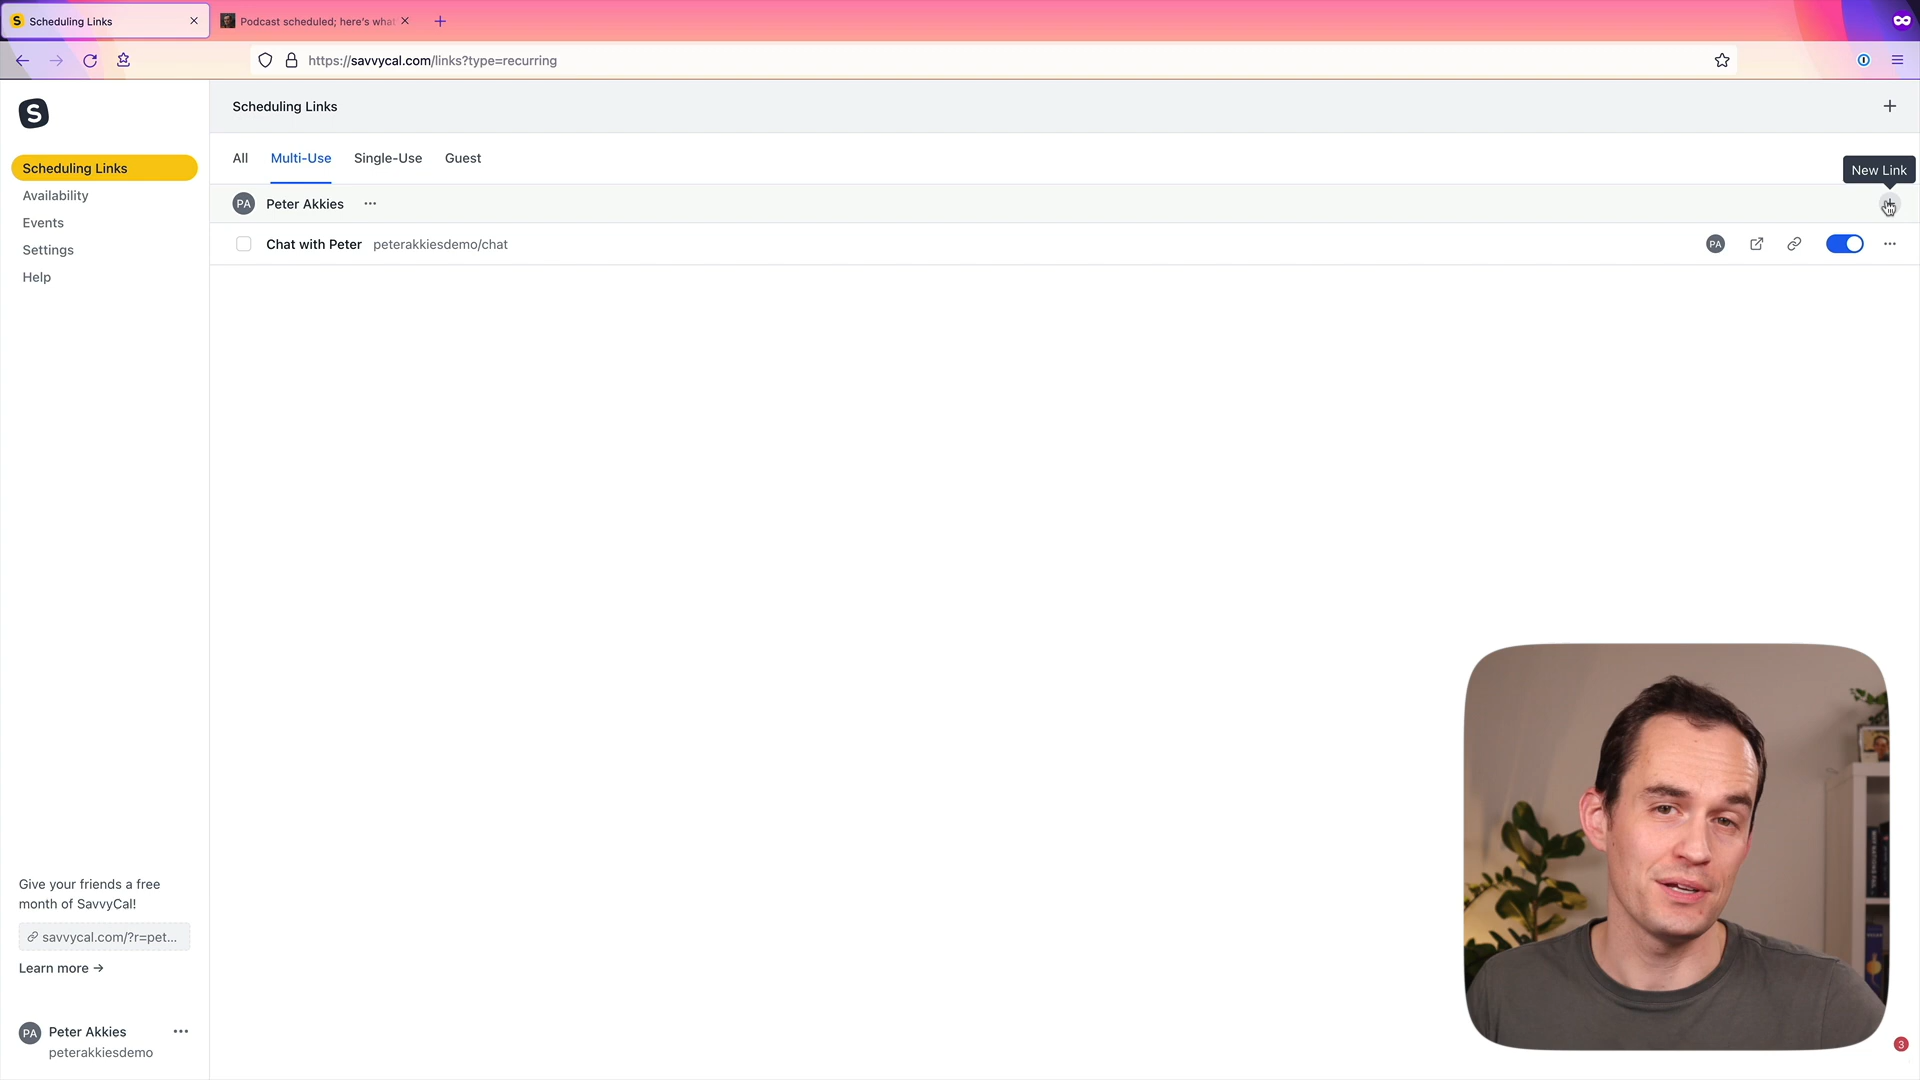 S Scheduling Links
Podcast scheduled; here's what
https://savvycal.com/links?type=recurring
S
Scheduling Links
Scheduling Links
Availability
Events
Settings
Help
All Multi-Use Single-Use Guest
New Link
PA Peter Akkies
Chat with Peter peterakkiesdemo/chat PA
Give your friends a free
month of SavvyCal!
savvycal.com/?r=pet...
Learn more →
PA Peter Akkies
peterakkiesdemo
3